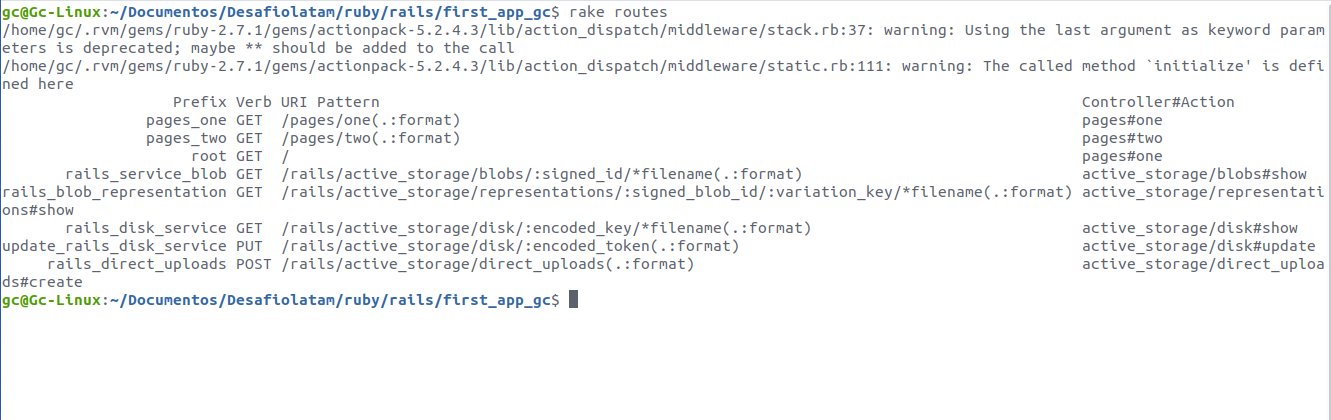 gc@Gc-Linux:~/Documentos/Desafiolatam/ruby/rails/first_app_gc$ rake routes
/home/gc/.rvm/gems/ruby-2.7.1/gems/actionpack-5.2.4.3/lib/action_dispatch/middleware/stack.rb:37: warning: Using the last argument as keyword param
eters is deprecated; maybe ** should be added to the call
/home/gc/.rvm/gems/ruby-2.7.1/gems/actionpack-5.2.4.3/lib/action_dispatch/middleware/static.rb:111: warning: The called method `initialize' is defi
ned here
                   Prefix Verb URI Pattern                                                                              Controller#Action
                pages_one GET  /pages/one(.:format)                                                                     pages#one
                pages_two GET  /pages/two(.:format)                                                                     pages#two
                     root GET  /                                                                                        pages#one
       rails_service_blob GET  /rails/active_storage/blobs/:signed_id/*filename(.:format)                               active_storage/blobs#show
rails_blob_representation GET  /rails/active_storage/representations/:signed_blob_id/:variation_key/*filename(.:format) active_storage/representati
ons#show
       rails_disk_service GET  /rails/active_storage/disk/:encoded_key/*filename(.:format)                              active_storage/disk#show
update_rails_disk_service PUT  /rails/active_storage/disk/:encoded_token(.:format)                                      active_storage/disk#update
     rails_direct_uploads POST /rails/active_storage/direct_uploads(.:format)                                           active_storage/direct_uploa
ds#create
gc@Gc-Linux:~/Documentos/Desafiolatam/ruby/rails/first_app_gc$